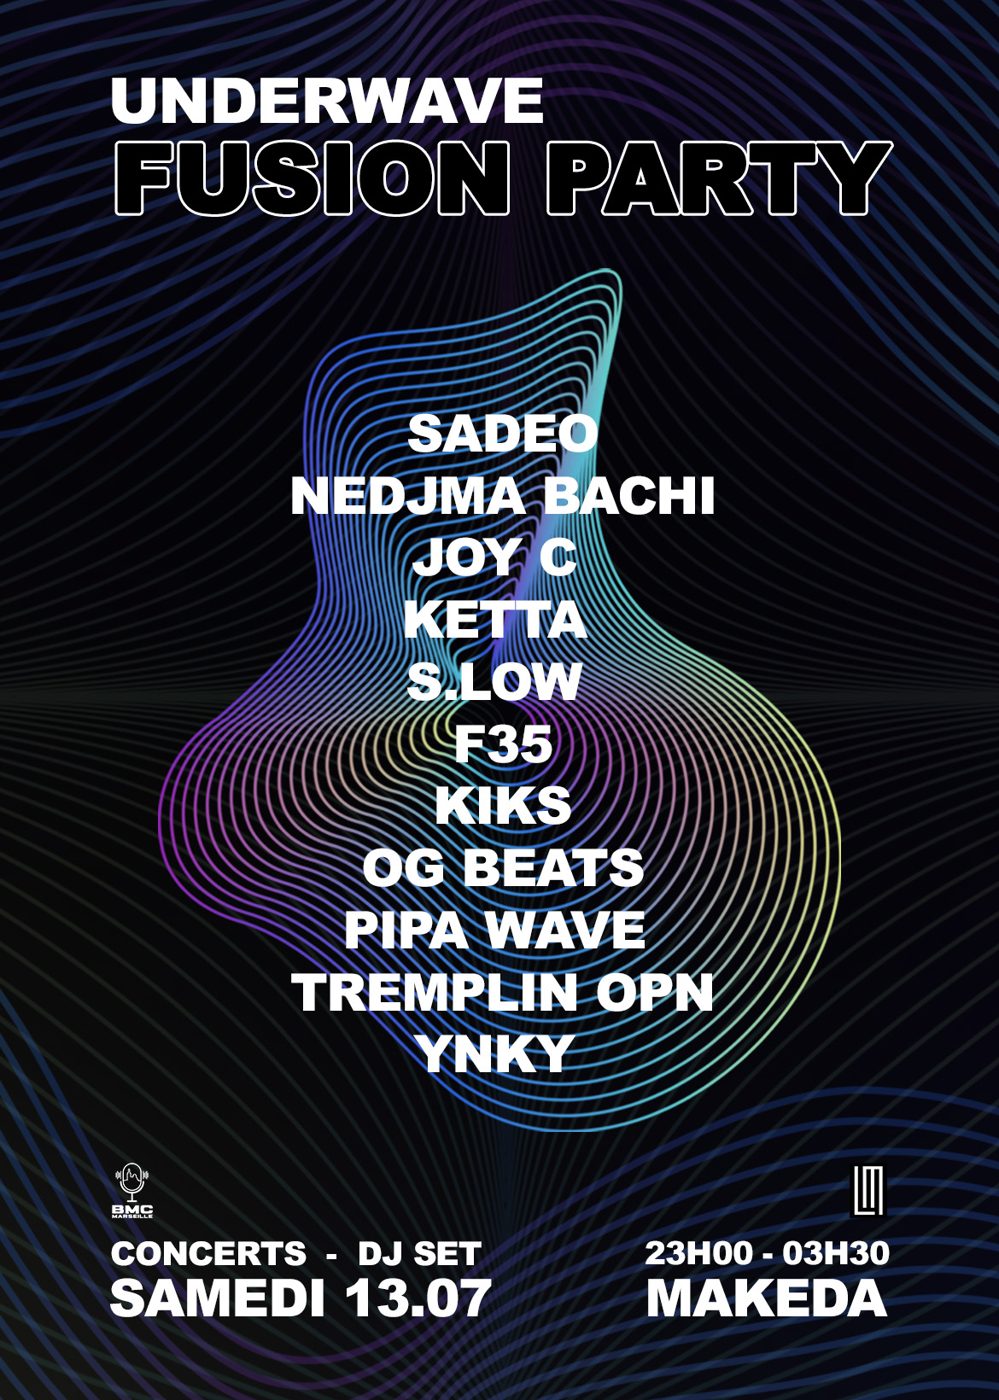 UNDERWAVE
FUSION PARTY
SADEO
NEDJMA BACHI
JOY C
KETTA
S.LOW
F35
KIKS
OG BEATS
PIPA WAVE
TREMPLIN OPN
YNKY
BMC
MARSEILLE
CONCERTS - DJ SET
SAMEDI 13.07
23H00 - 03H30
MAKEDA